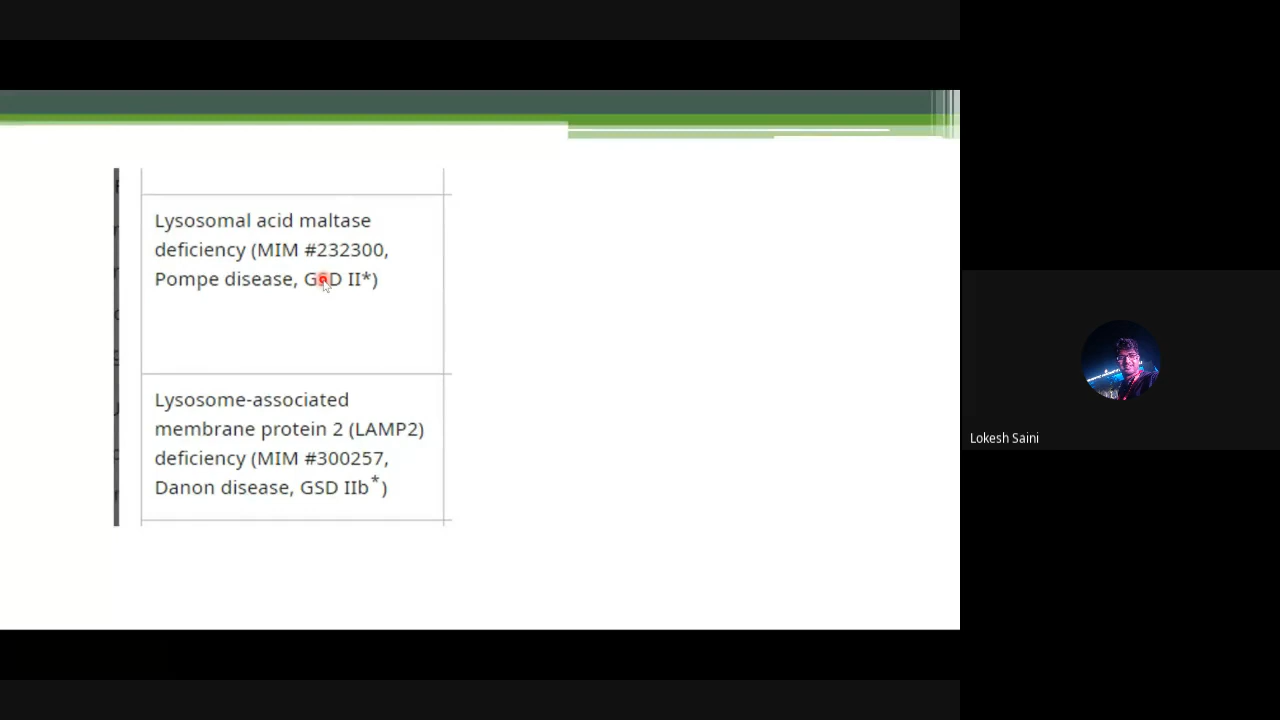 Lysosomal acid maltase
deficiency (MIM #232300,
Pompe disease, GSD II*)
Lysosome-associated
membrane protein 2 (LAMP2)
deficiency (MIM #300257,
Danon disease, GSD IIb*)
Lokesh Saini